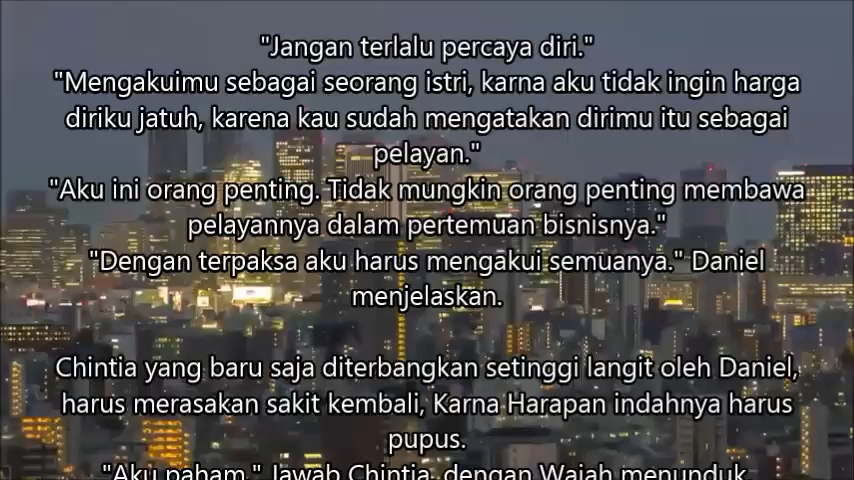 "Jangan terlalu percaya diri."
"Mengakuimu sebagai seorang istri, karna aku tidak ingin harga
diriku jatuh, karena kau sudah mengatakan dirimu itu sebagai
pelayan."
"Aku ini orang penting. Tidak mungkin orang penting membawa
pelayannya dalam pertemuan bisnisnya."
"Dengan terpaksa aku harus mengakui semuanya." Daniel
menjelaskan.
Chintia yang baru saja diterbangkan setinggi langit oleh Daniel,
harus merasakan sakit kembali, Karna Harapan indahnya harus
pupus.
"Aku paham." Jawab Chintia, dengan Wajah menunduk.